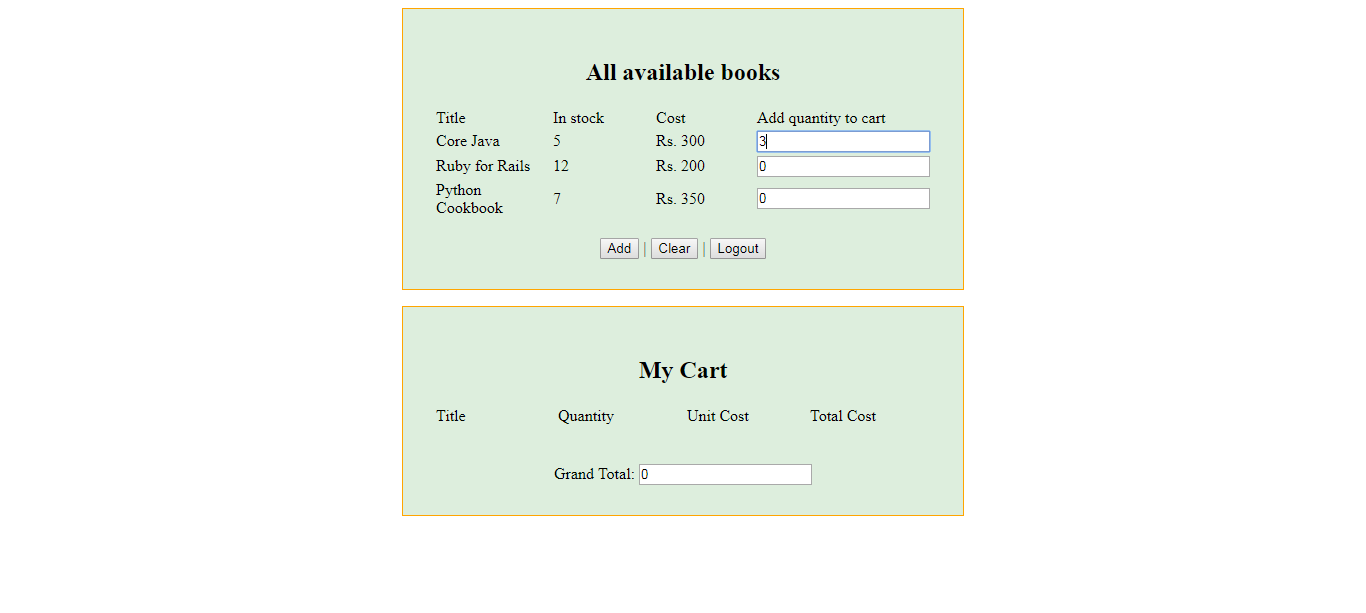 All available books
Title In stock Cost Add quantity to cart
Core Java 5 Rs. 300 3
Ruby for Rails 12 Rs. 200 0
Python Cookbook 7 Rs. 350 0
Add | Clear | Logout
My Cart
Title Quantity Unit Cost Total Cost
Grand Total: 0